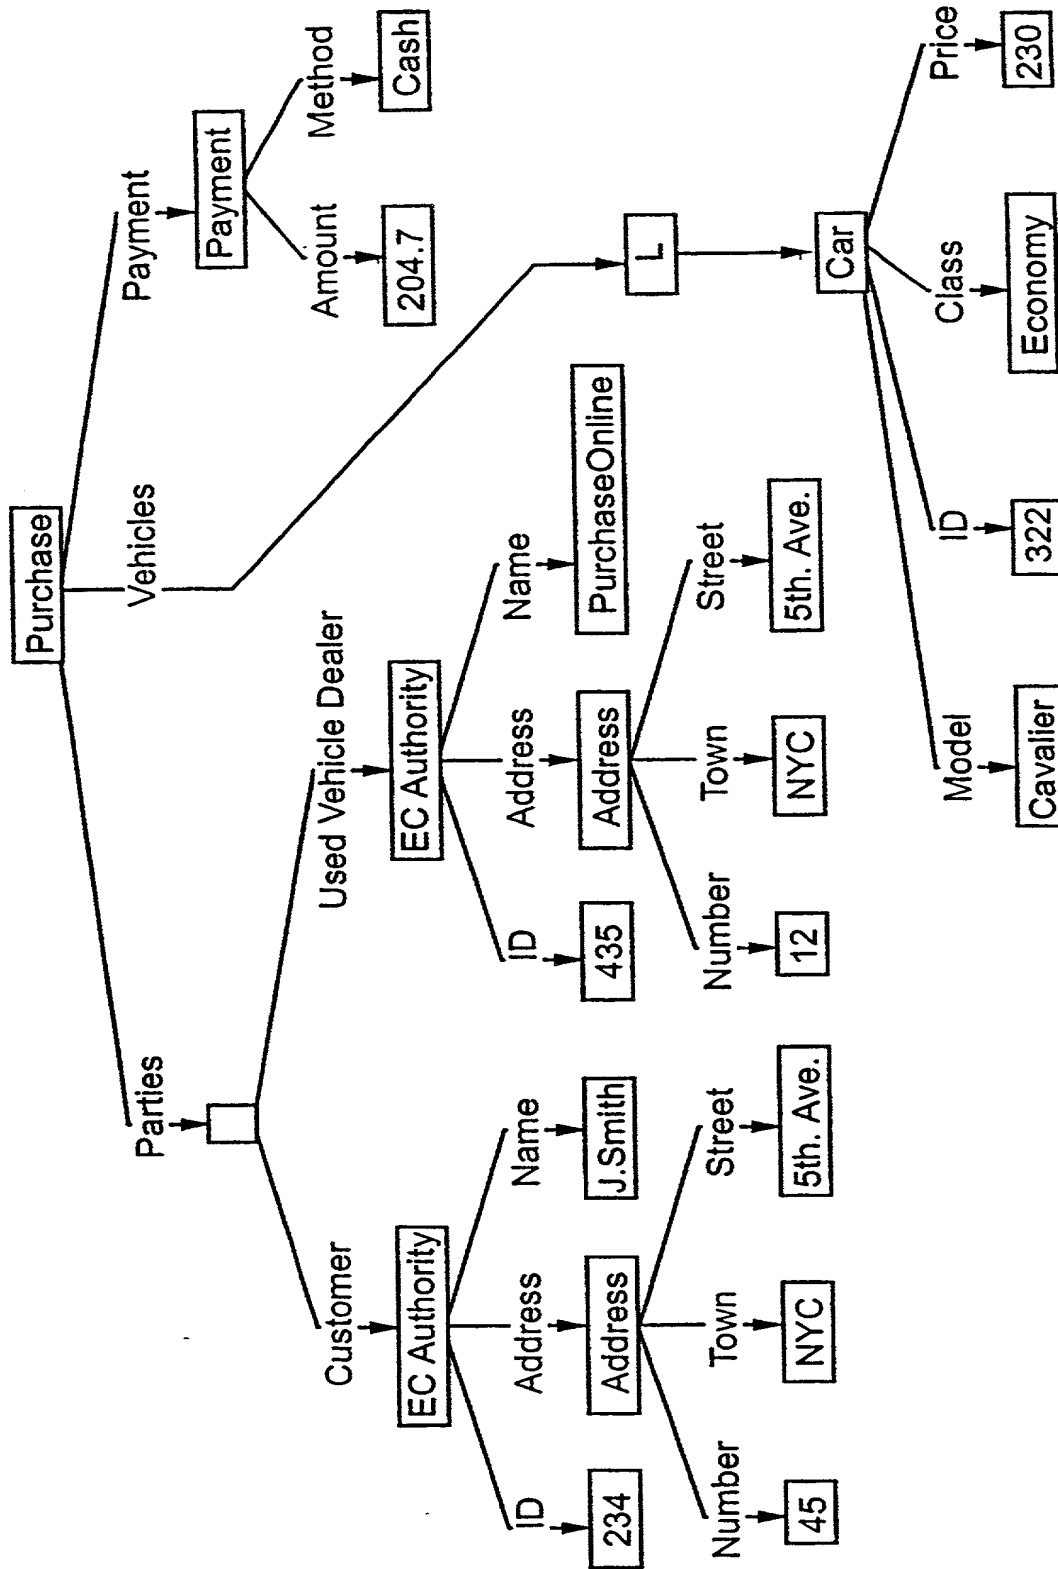 Purchase
Parties
Vehicles
Payment
Payment
Customer
Used Vehicle Dealer
Amount
Method
EC Authority
EC Authority
204.7
Cash
ID
Address
Name
ID
Address
Name
234
Address
J.Smith
435
Address
PurchaseOnline
L
Number
Town
Street
Number
Town
Street
45
NYC
5th. Ave.
12
NYC
5th. Ave.
Car
Model
ID
Class
Price
Cavalier
322
Economy
230